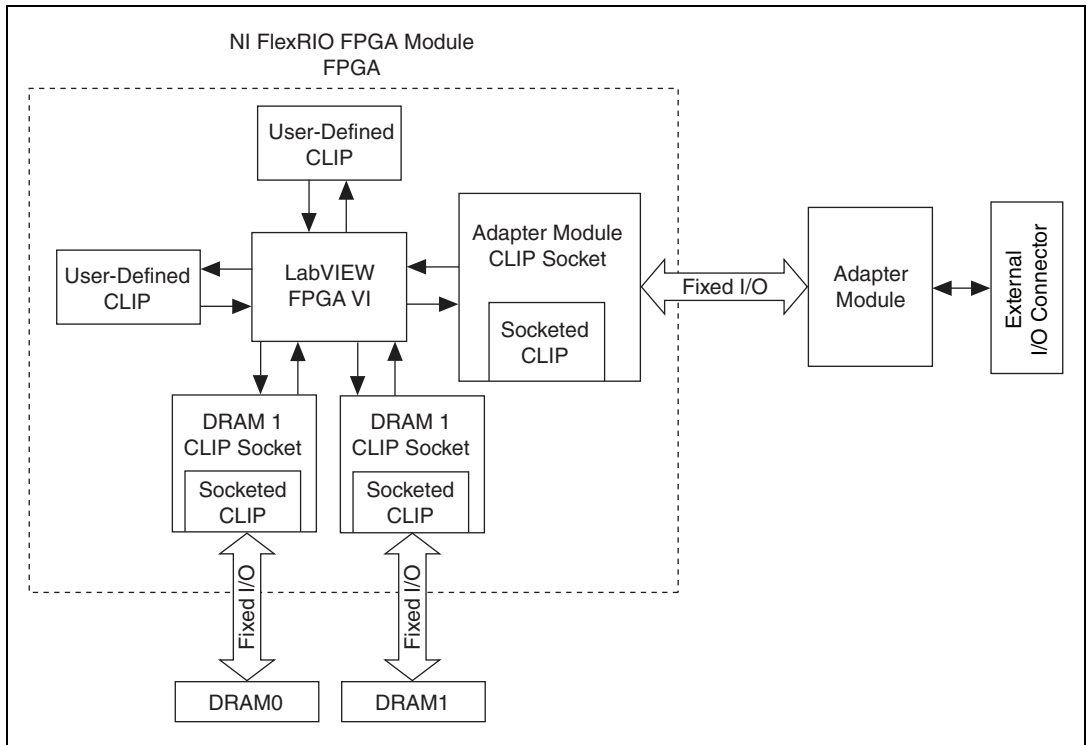 NI FlexRIO FPGA Module
FPGA
User-Defined
CLIP
User-Defined
CLIP
LabVIEW
FPGA VI
Adapter Module
CLIP Socket
Socketed
CLIP
Fixed I/O
Adapter
Module
External
I/O Connector
DRAM 1
CLIP Socket
Socketed
CLIP
DRAM 1
CLIP Socket
Socketed
CLIP
Fixed I/O
Fixed I/O
DRAM0
DRAM1